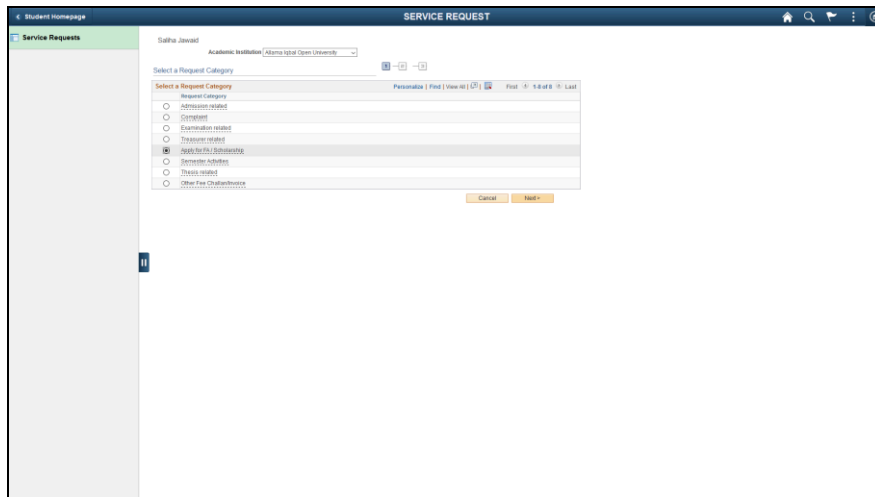 Student Homepage
SERVICE REQUEST
Service Requests
Saliha Jawaid
Academic Institution Allama Iqbal Open University
Select a Request Category
Select a Request Category Personalize | Find | View All | First 1-8 of 8 Last
Request Category
Admission related
Complaint
Examination related
Treasurer related
Apply for FA / Scholarship
Semester Activities
Thesis related
Other Fee Challan/Invoice
Cancel Next